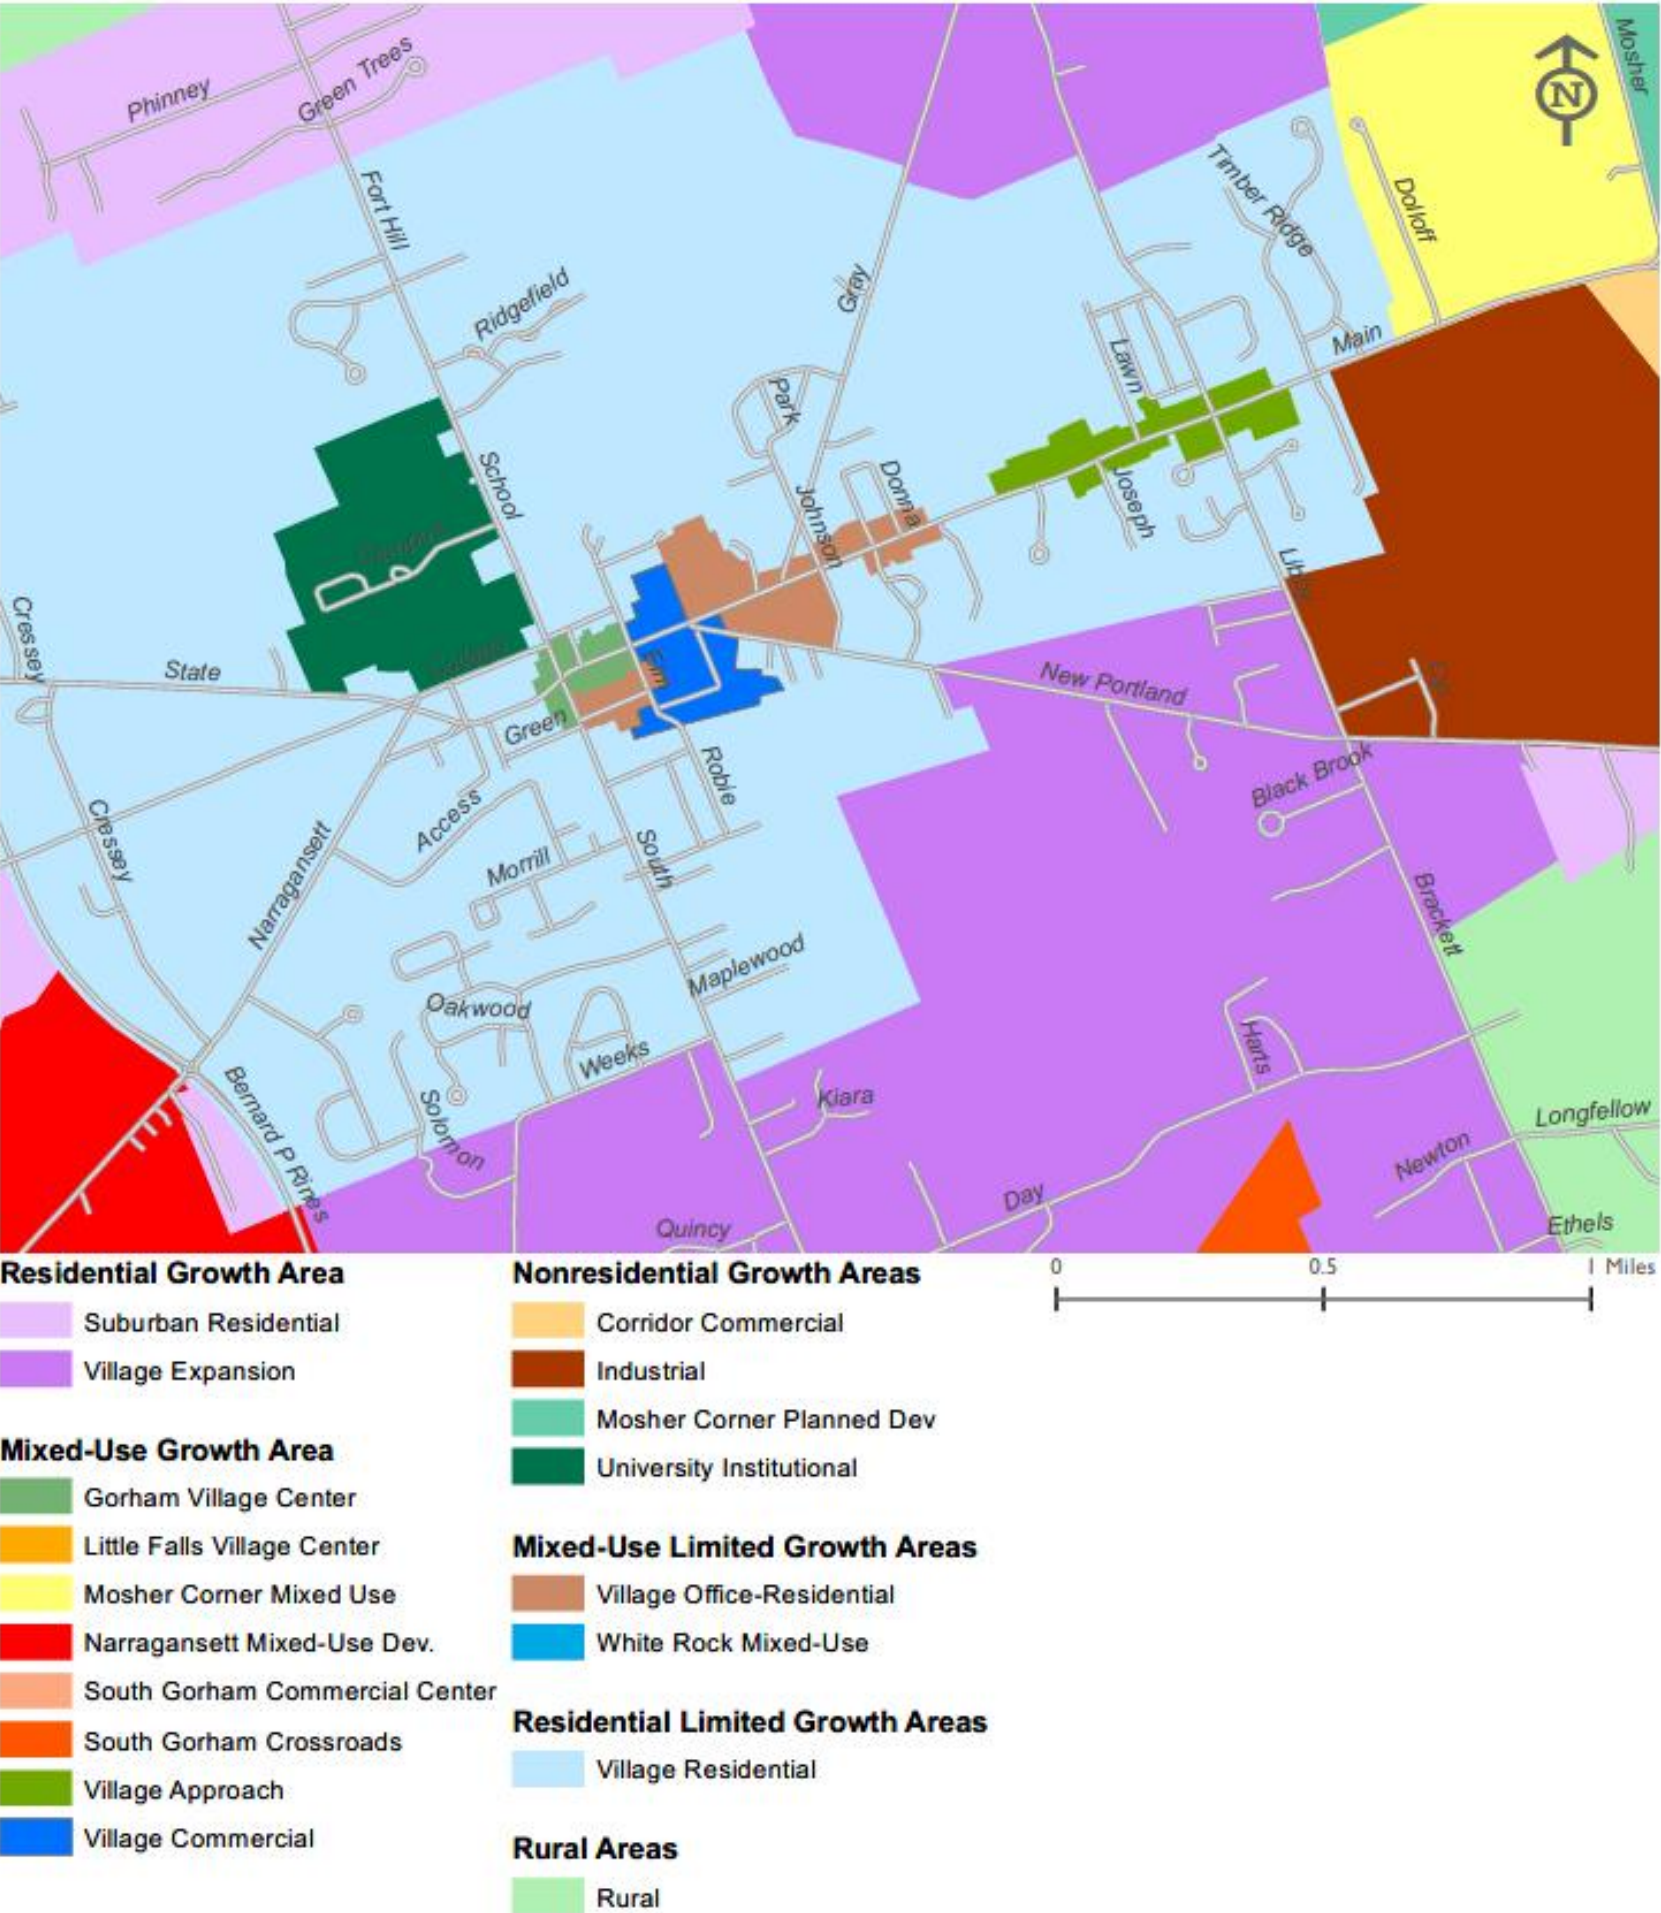 Mosher
N
Phinney
Green Trees
Fort Hill
Timber Ridge
Dolloff
Gray
Ridgefield
Main
Lawn
Park
School
Donna
Johnson
Joseph
Campus
Cressey
State
College
Elm
New Portland
Green
Robie
Black Brook
Access
Cressey
Narragansett
Morrill
South
Brackett
Maplewood
Oakwood
Harts
Weeks
Bernard P Rines
Solomon
Kiara
Longfellow
Newton
Day
Quincy
Ethels
0 0.5 1 Miles
Residential Growth Area
Suburban Residential
Village Expansion
Mixed-Use Growth Area
Gorham Village Center
Little Falls Village Center
Mosher Corner Mixed Use
Narragansett Mixed-Use Dev.
South Gorham Commercial Center
South Gorham Crossroads
Village Approach
Village Commercial
Nonresidential Growth Areas
Corridor Commercial
Industrial
Mosher Corner Planned Dev
University Institutional
Mixed-Use Limited Growth Areas
Village Office-Residential
White Rock Mixed-Use
Residential Limited Growth Areas
Village Residential
Rural Areas
Rural